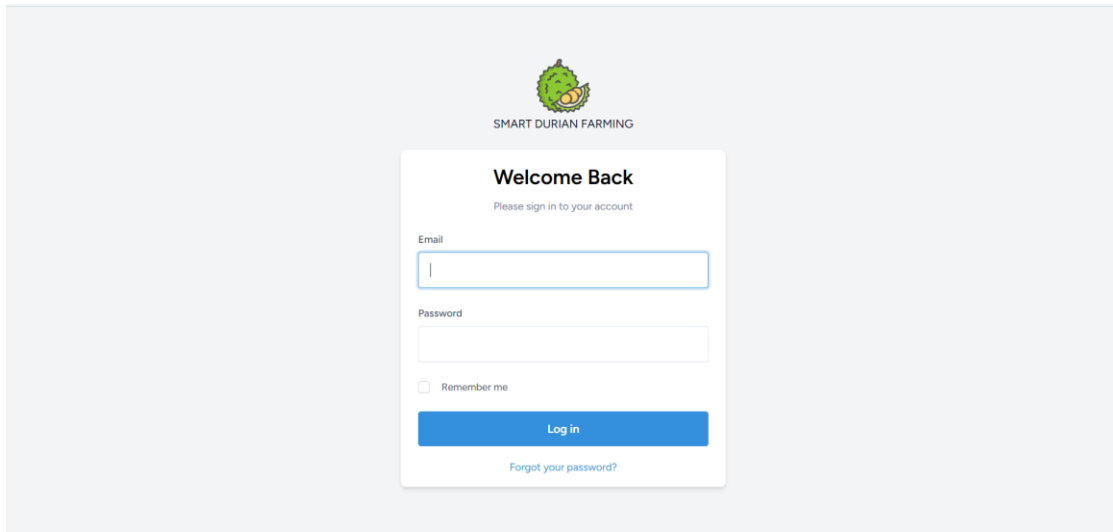 SMART DURIAN FARMING
Welcome Back
Please sign in to your account
Email
Password
Remember me
Log in
Forgot your password?